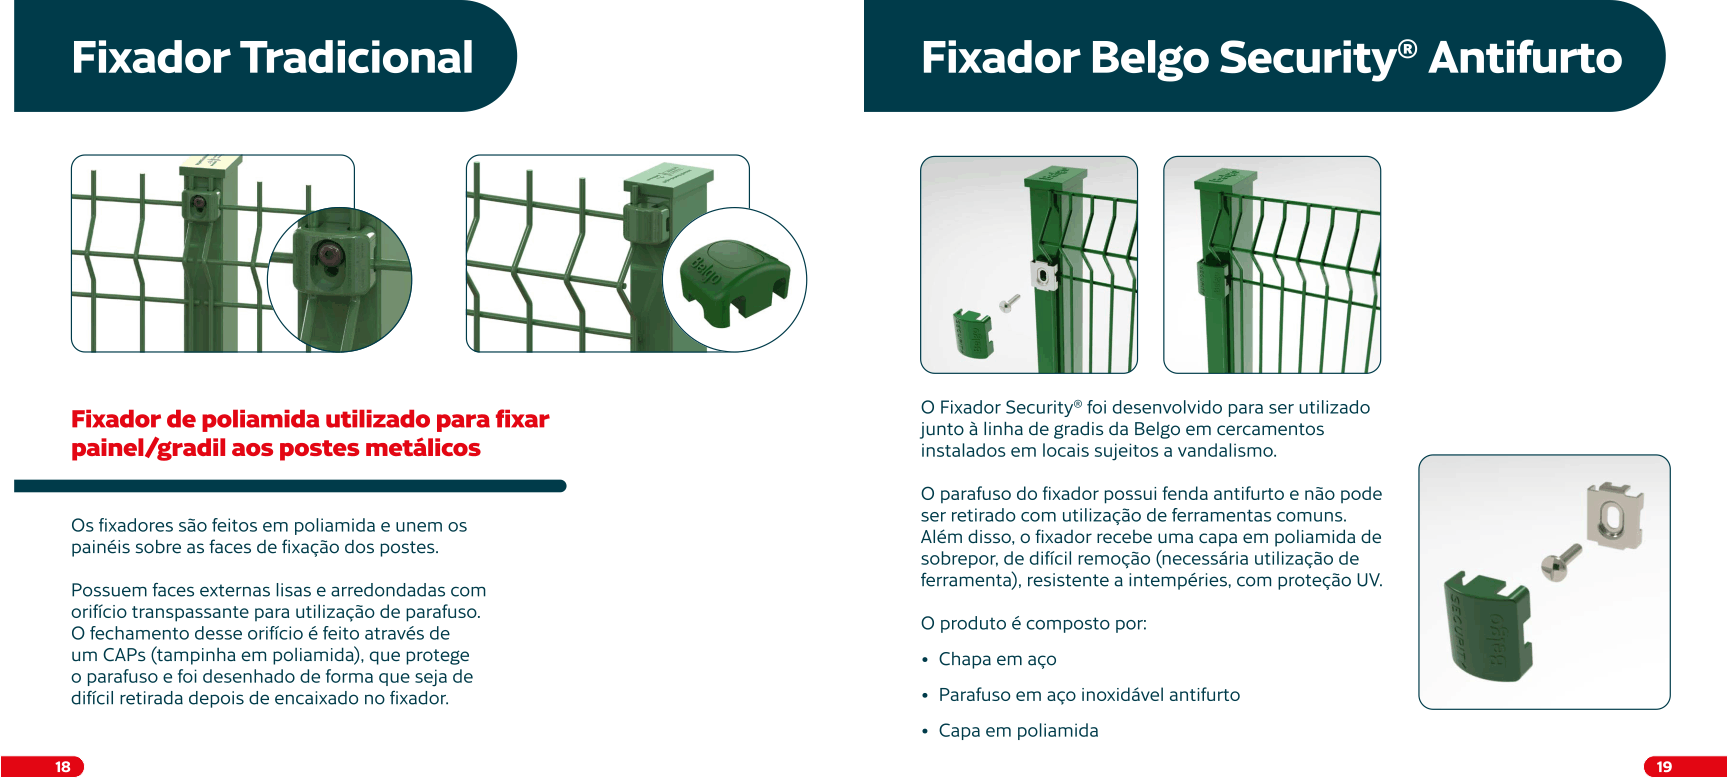 Fixador Tradicional
Belgo
Fixador de poliamida utilizado para fixar
painel/gradil aos postes metálicos
Os fixadores são feitos em poliamida e unem os
painéis sobre as faces de fixação dos postes.
Possuem faces externas lisas e arredondadas com
orifício transpassante para utilização de parafuso.
O fechamento desse orifício é feito através de
um CAPs (tampinha em poliamida), que protege
o parafuso e foi desenhado de forma que seja de
difícil retirada depois de encaixado no fixador.
18
Fixador Belgo Security® Antifurto
Belgo
Belgo
SECURITY
Belgo
O Fixador Security® foi desenvolvido para ser utilizado
junto à linha de gradis da Belgo em cercamentos
instalados em locais sujeitos a vandalismo.
O parafuso do fixador possui fenda antifurto e não pode
ser retirado com utilização de ferramentas comuns.
Além disso, o fixador recebe uma capa em poliamida de
sobrepor, de difícil remoção (necessária utilização de
ferramenta), resistente a intempéries, com proteção UV.
O produto é composto por:
• Chapa em aço
• Parafuso em aço inoxidável antifurto
• Capa em poliamida
SECURITY
Belgo
19